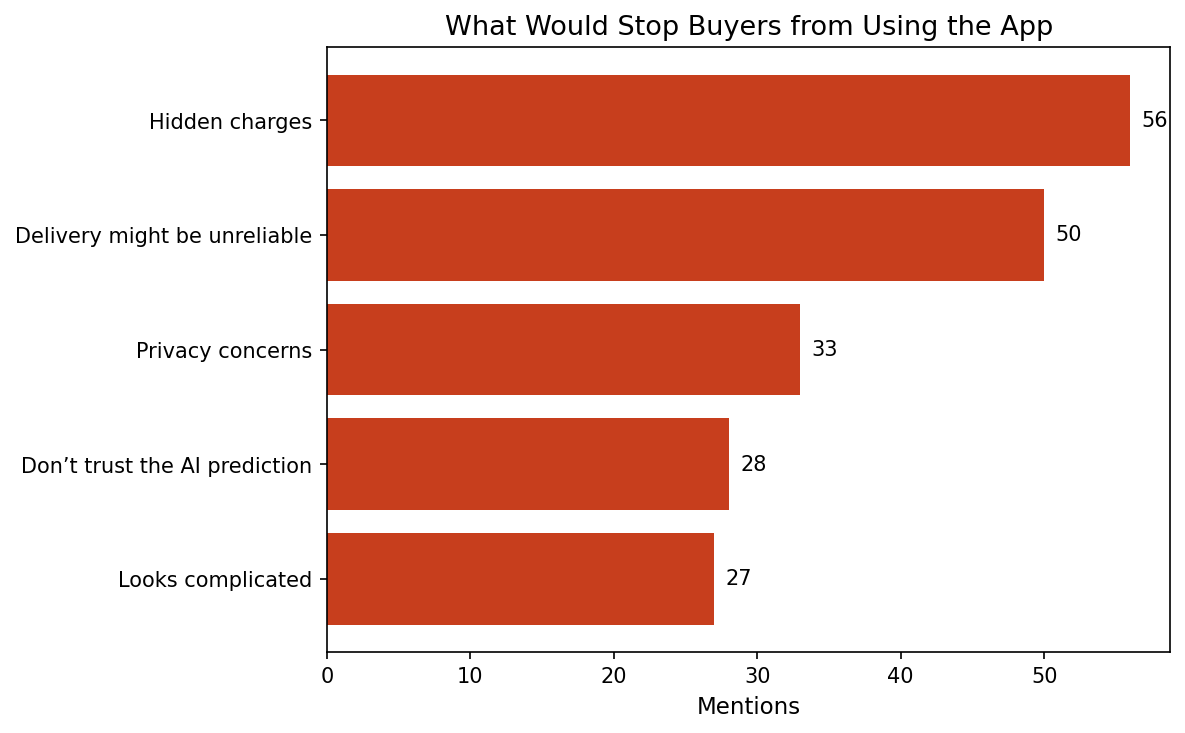 What Would Stop Buyers from Using the App
Hidden charges
56
Delivery might be unreliable
50
Privacy concerns
33
Don’t trust the AI prediction
28
Looks complicated
27
0 10 20 30 40 50
Mentions